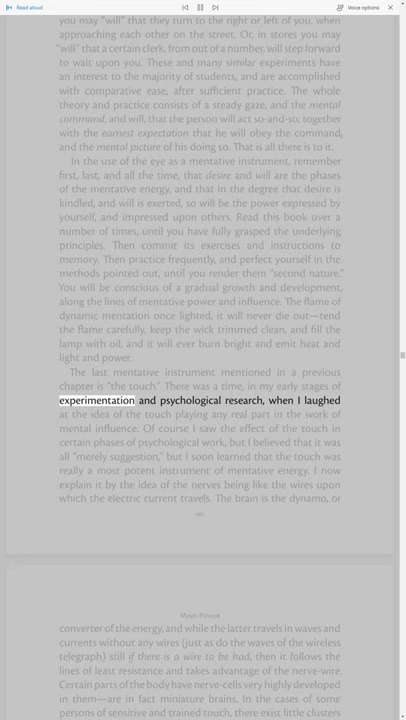 Read aloud
Voice options
you may "will" that they turn to the right or left of you, when
approaching each other on the street. Or, in stores you may
"will" that a certain clerk, from out of a number, will step forward
to wait upon you. These and many similar experiments have
an interest to the majority of students, and are accomplished
with comparative ease, after sufficient practice. The whole
theory and practice consists of a steady gaze, and the mental
command, and will, that the person will act so-and-so, together
with the earnest expectation that he will obey the command,
and the mental picture of his doing so. That is all there is to it.
In the use of the eye as a mentative instrument, remember
first, last, and all the time, that desire and will are the phases
of the mentative energy, and that in the degree that desire is
kindled, and will is exerted, so will be the power expressed by
yourself, and impressed upon others. Read this book over a
number of times, until you have fully grasped the underlying
principles. Then commit its exercises and instructions to
memory. Then practice frequently, and perfect yourself in the
methods pointed out, until you render them "second nature."
You will be conscious of a gradual growth and development,
along the lines of mentative power and influence. The flame of
dynamic mentation once lighted, it will never die out—tend
the flame carefully, keep the wick trimmed clean, and fill the
lamp with oil, and it will ever burn bright and emit heat and
light and power.
The last mentative instrument mentioned in a previous
chapter is "the touch." There was a time, in my early stages of
experimentation and psychological research, when I laughed
at the idea of the touch playing any real part in the work of
mental influence. Of course I saw the effect of the touch in
certain phases of psychological work, but I believed that it was
all "merely suggestion," but I soon learned that the touch was
really a most potent instrument of mentative energy. I now
explain it by the idea of the nerves being like the wires upon
which the electric current travels. The brain is the dynamo, or
Mind-Power
converter of the energy, and while the latter travels in waves and
currents without any wires (just as do the waves of the wireless
telegraph) still if there is a wire to be had, then it follows the
lines of least resistance and takes advantage of the nerve-wire.
Certain parts of the body have nerve-cells very highly developed
in them—are in fact miniature brains. In the cases of some
persons of sensitive and trained touch, there exist little clusters